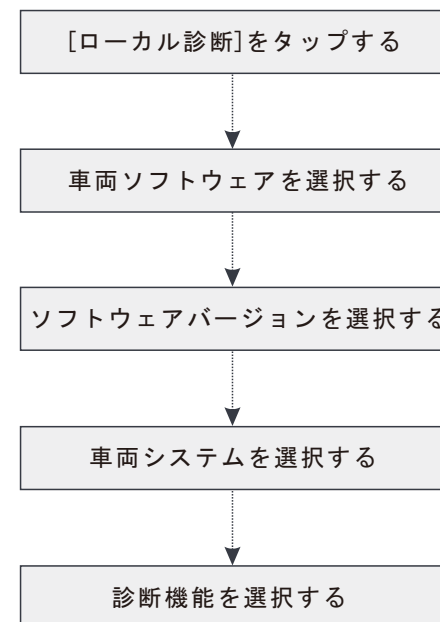 [ローカル診断]をタップする
車両ソフトウェアを選択する
ソフトウェアバージョンを選択する
車両システムを選択する
診断機能を選択する